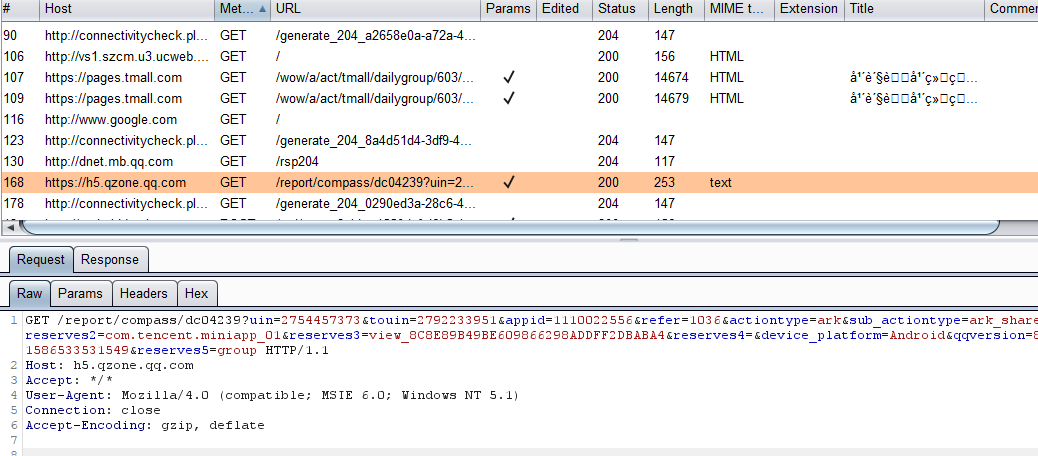 # Host Met... URL Params Edited Status Length MIME t... Extension Title Commer
90 http://connectivitycheck.pl... GET /generate_204_a2658e0a-a72a-4... 204 147
106 http://vs1.szcm.u3.ucweb.... GET / 200 156 HTML
107 https://pages.tmall.com GET /wow/a/act/tmall/dailygroup/603/... ✓ 200 14674 HTML
109 https://pages.tmall.com GET /wow/a/act/tmall/dailygroup/603/... ✓ 200 14679 HTML
116 http://www.google.com GET /
123 http://connectivitycheck.pl... GET /generate_204_8a4d51d4-3df9-4... 204 147
130 http://dnet.mb.qq.com GET /rsp204 204 117
168 https://h5.qzone.qq.com GET /report/compass/dc04239?uin=2... ✓ 200 253 text
178 http://connectivitycheck.pl... GET /generate_204_0290ed3a-28c6-4... 204 147
Request Response
Raw Params Headers Hex
1 GET /report/compass/dc04239?uin=2754457373&touin=2792233951&appid=1110022556&refer=1036&actiontype=ark&sub_actiontype=ark_share
reserves2=com.tencent.miniapp_01&reserves3=view_8C8E89B49BE609866298ADDFF2DBABA4&reserves4=&device_platform=Android&qqversion=8
1586533531549&reserves5=group HTTP/1.1
2 Host: h5.qzone.qq.com
3 Accept: */*
4 User-Agent: Mozilla/4.0 (compatible; MSIE 6.0; Windows NT 5.1)
5 Connection: close
6 Accept-Encoding: gzip, deflate
7
8